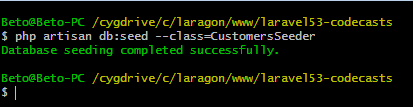 Beto@Beto-PC /cygdrive/c/laragon/www/laravel53-codecasts
$ php artisan db:seed --class=CustomersSeeder
Database seeding completed successfully.
Beto@Beto-PC /cygdrive/c/laragon/www/laravel53-codecasts
$